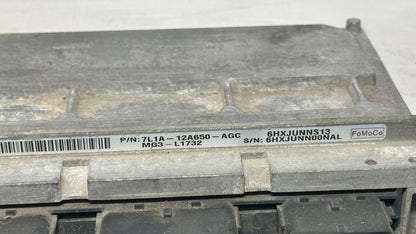 P/N: 7L1A-12A650-AGC 6HXJUNNS13
MG3-L1732 S/N: 6HXJUNN00NAL FoMoCo